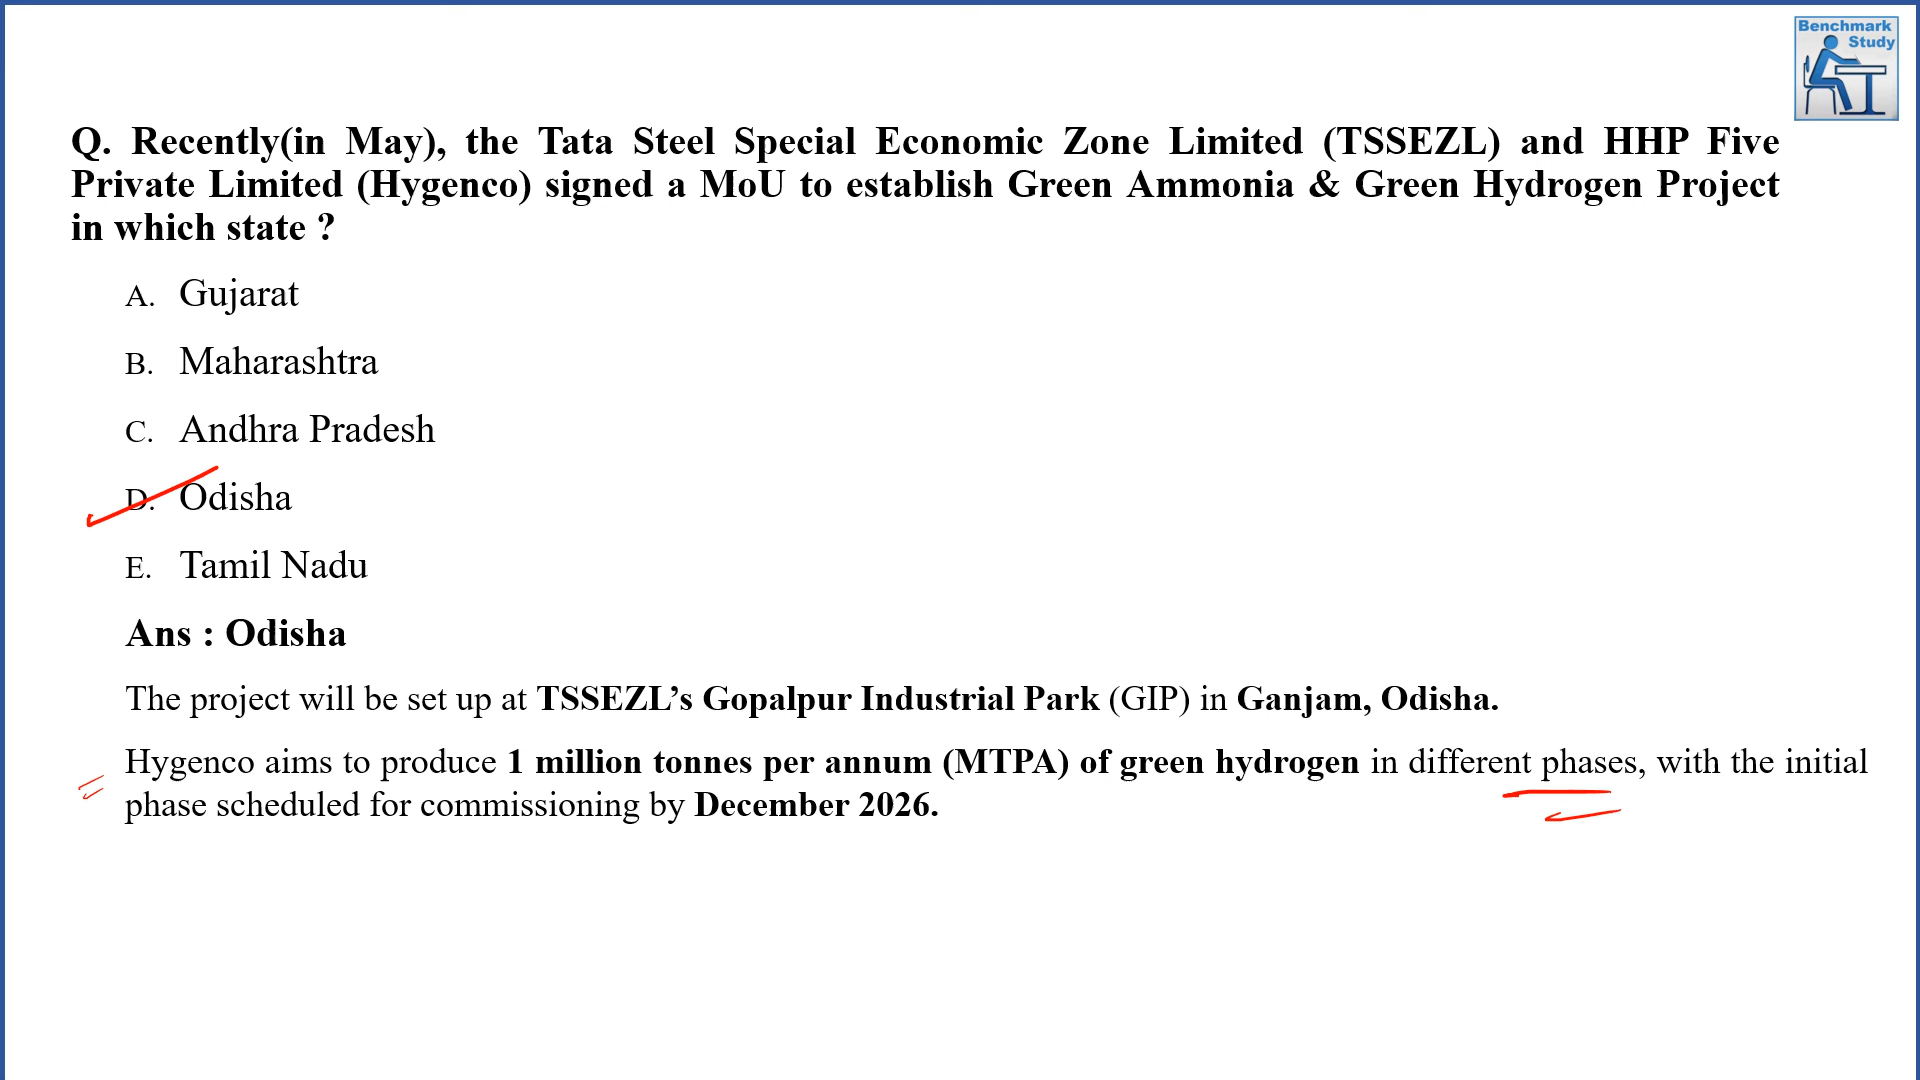 Benchmark
Study
Q. Recently(in May), the Tata Steel Special Economic Zone Limited (TSSEZL) and HHP Five
Private Limited (Hygenco) signed a MoU to establish Green Ammonia & Green Hydrogen Project
in which state ?
A. Gujarat
B. Maharashtra
C. Andhra Pradesh
D. Odisha
E. Tamil Nadu
Ans : Odisha
The project will be set up at TSSEZL’s Gopalpur Industrial Park (GIP) in Ganjam, Odisha.
Hygenco aims to produce 1 million tonnes per annum (MTPA) of green hydrogen in different phases, with the initial
phase scheduled for commissioning by December 2026.